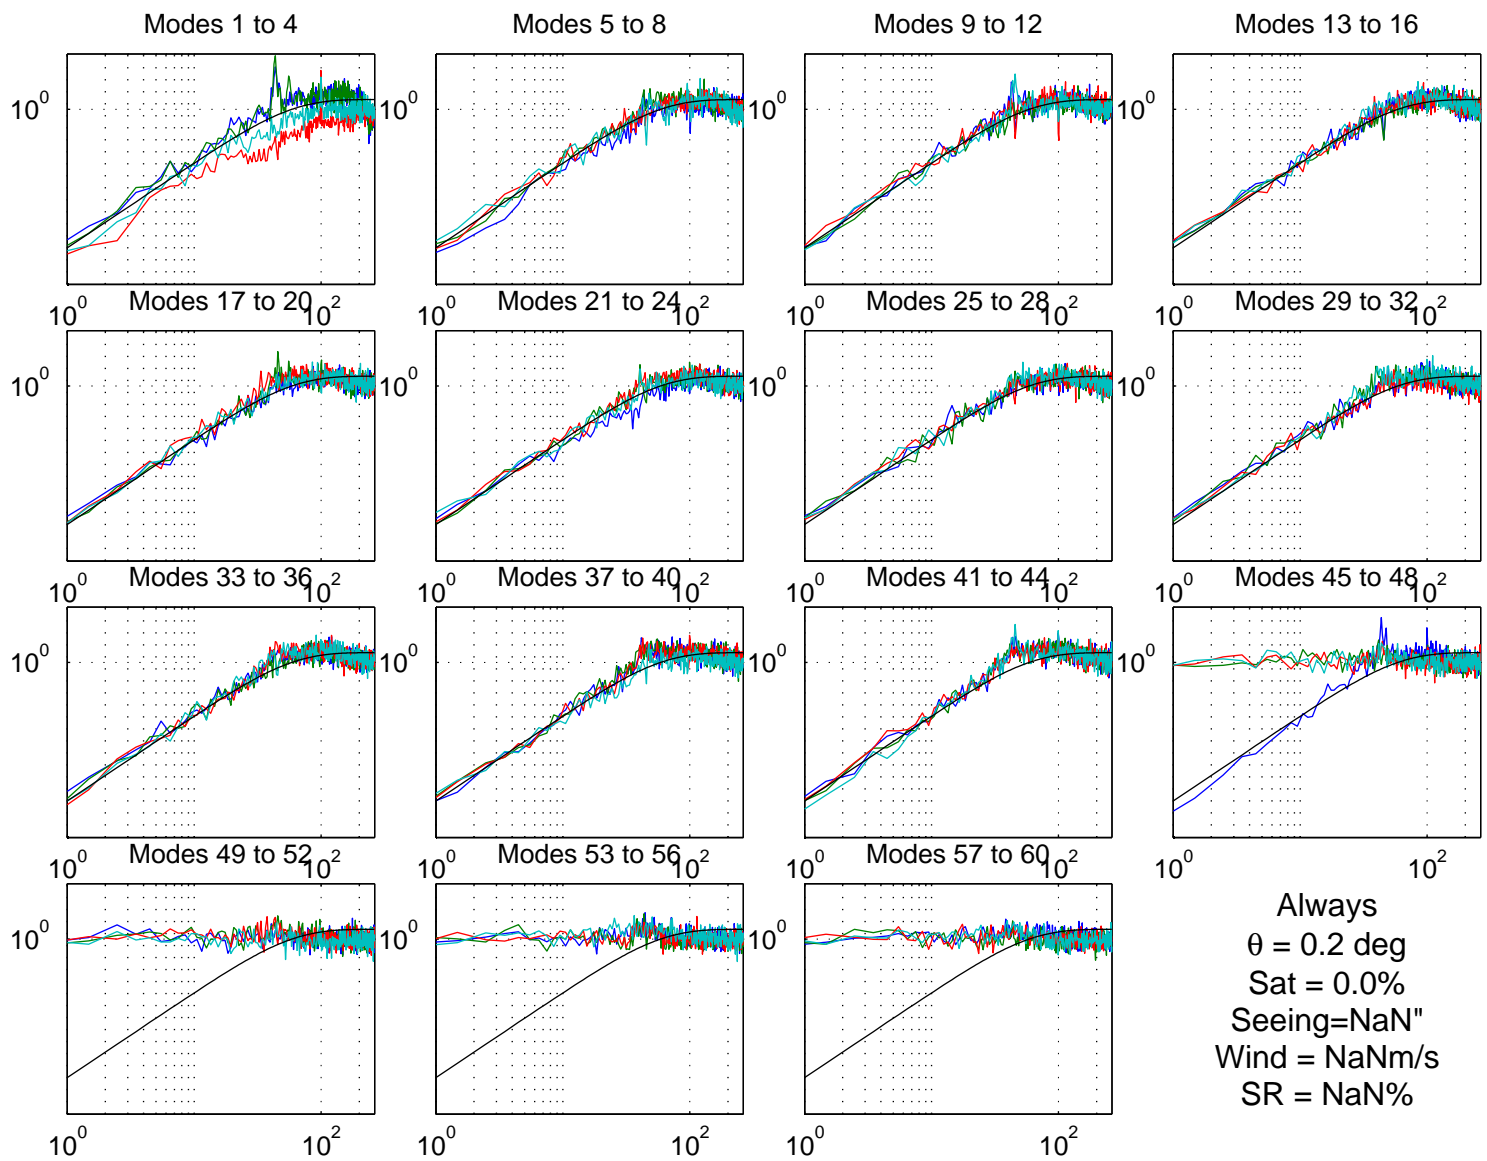 Modes 1 to 4
Modes 5 to 8
Modes 9 to 12
Modes 13 to 16
10^0
10^0
10^0
10^0
10^0
10^2
10^0
10^2
10^0
10^2
10^0
10^2
Modes 17 to 20
Modes 21 to 24
Modes 25 to 28
Modes 29 to 32
10^0
10^0
10^0
10^0
10^0
10^2
10^0
10^2
10^0
10^2
10^0
10^2
Modes 33 to 36
Modes 37 to 40
Modes 41 to 44
Modes 45 to 48
10^0
10^0
10^0
10^0
10^0
10^2
10^0
10^2
10^0
10^2
10^0
10^2
Modes 49 to 52
Modes 53 to 56
Modes 57 to 60
10^0
10^0
10^0
10^0
10^2
10^0
10^2
10^0
10^2
Always
θ = 0.2 deg
Sat = 0.0%
Seeing=NaN"
Wind = NaNm/s
SR = NaN%